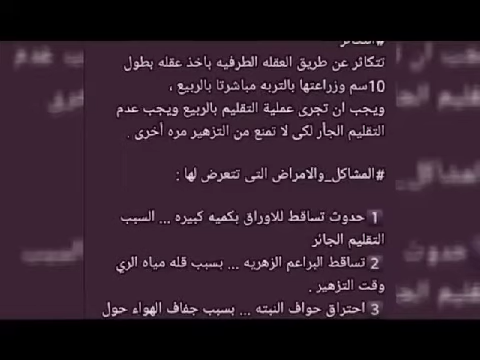 تتكاثر عن طريق العقله الطرفيه باخذ عقله بطول
10سم وزراعتها بالتربه مباشرتا بالربيع ،
ويجب ان تجرى عملية التقليم بالربيع ويجب عدم
التقليم الجأر لكى لا تمنع من التزهير مره أخرى .
#المشاكل_والامراض التى تتعرض لها :
1 حدوث تساقط للاوراق بكميه كبيره ... السبب
التقليم الجائر
2 تساقط البراعم الزهريه ... بسبب قله مياه الري
وقت التزهير .
3 احتراق حواف النبته ... بسبب جفاف الهواء حول